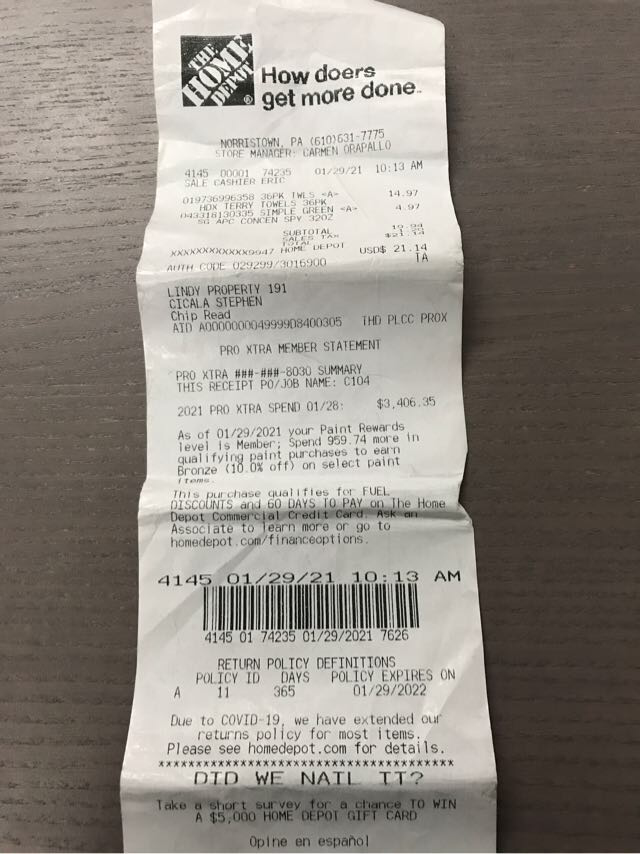 THE HOME DEPOT ®
How doers
get more done™
NORRISTOWN, PA (610)631-7775
STORE MANAGER: CARMEN ORAPALLO
4145 00001 74235 01/29/21 10:13 AM
SALE CASHIER ERIC
019736996358 36PK TWLS <A> 14.97
HDX TERRY TOWELS 36PK
043318130335 SIMPLE GREEN <A> 4.97
SG APC CONCEN SPY 32OZ
SUBTOTAL 19.94
SALES TAX
TOTAL $21.14
XXXXXXXXXXXX9947 HOME DEPOT
USD$ 21.14
AUTH CODE 029299/3016900 TA
LINDY PROPERTY 191
CICALA STEPHEN
Chip Read
AID A0000000049999D8400305 THD PLCC PROX
PRO XTRA MEMBER STATEMENT
PRO XTRA ###-###-8030 SUMMARY
THIS RECEIPT PO/JOB NAME: C104
2021 PRO XTRA SPEND 01/28: $3,406.35
As of 01/29/2021 your Paint Rewards
level is Member; Spend 959.74 more in
qualifying paint purchases to earn
Bronze (10.0% off) on select paint
items.
This purchase qualifies for FUEL
DISCOUNTS and 60 DAYS TO PAY on The Home
Depot Commercial Credit Card. Ask an
Associate to learn more or go to
homedepot.com/financeoptions.
4145 01/29/21 10:13 AM
4145 01 74235 01/29/2021 7626
RETURN POLICY DEFINITIONS
POLICY ID DAYS POLICY EXPIRES ON
A 11 365 01/29/2022
Due to COVID-19, we have extended our
returns policy for most items.
Please see homedepot.com for details.
*******************************************
DID WE NAIL IT?
Take a short survey for a chance TO WIN
A $5,000 HOME DEPOT GIFT CARD
Opine en español